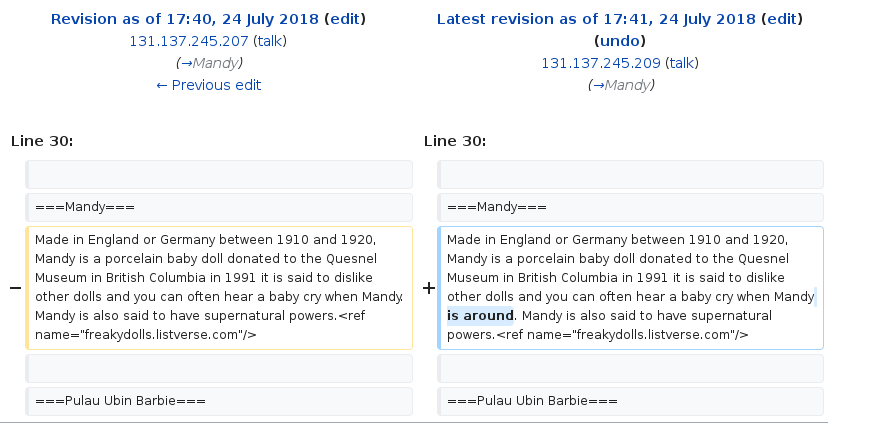 Revision as of 17:40, 24 July 2018 (edit)
131.137.245.207 (talk)
(→Mandy)
← Previous edit
Latest revision as of 17:41, 24 July 2018 (edit)
(undo)
131.137.245.209 (talk)
(→Mandy)
Line 30:
Line 30:
===Mandy===
===Mandy===
−
Made in England or Germany between 1910 and 1920,
Mandy is a porcelain baby doll donated to the Quesnel
Museum in British Columbia in 1991 it is said to dislike
other dolls and you can often hear a baby cry when Mandy.
Mandy is also said to have supernatural powers.<ref
name="freakydolls.listverse.com"/>
+
Made in England or Germany between 1910 and 1920,
Mandy is a porcelain baby doll donated to the Quesnel
Museum in British Columbia in 1991 it is said to dislike
other dolls and you can often hear a baby cry when Mandy
is around. Mandy is also said to have supernatural
powers.<ref name="freakydolls.listverse.com"/>
===Pulau Ubin Barbie===
===Pulau Ubin Barbie===